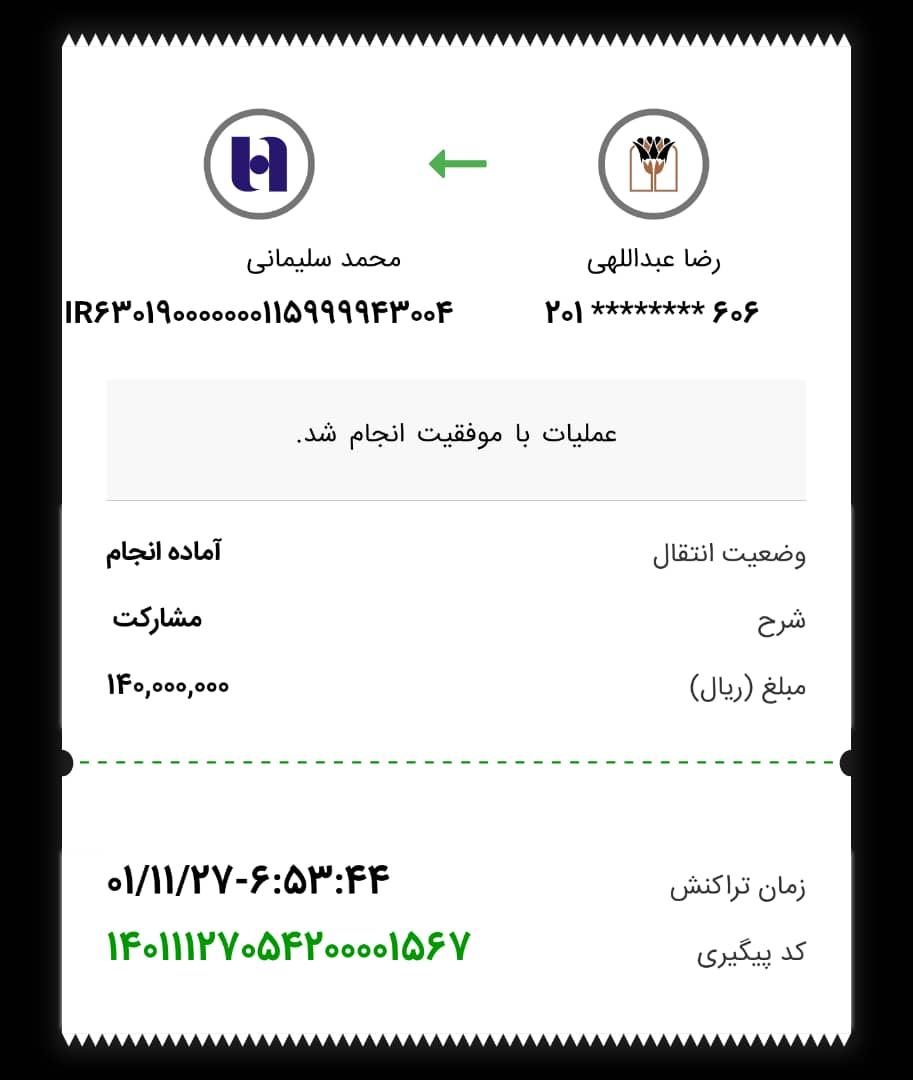 رضا عبداللهی
محمد سلیمانی
۲۰۱ ******** ۶۰۶
IR۶۳۰۱۹۰۰۰۰۰۰۰۱۱۵۹۹۹۹۴۳۰۰۴
عملیات با موفقیت انجام شد.
وضعیت انتقال آماده انجام
شرح مشارکت
مبلغ (ریال) ۱۴۰,۰۰۰,۰۰۰
زمان تراکنش ۰۱/۱۱/۲۷-۶:۵۳:۴۴
کد پیگیری ۱۴۰۱۱۱۲۷۰۵۴۲۰۰۰۰۱۵۶۷